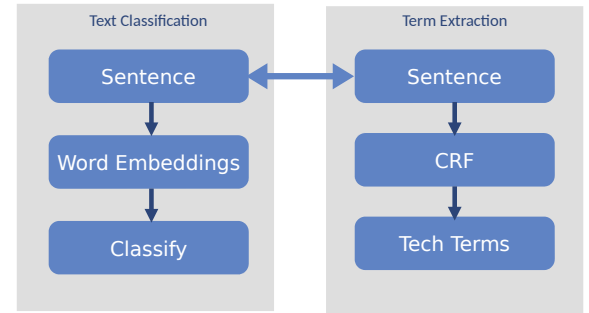 Text Classification
Sentence
Word Embeddings
Classify
Term Extraction
Sentence
CRF
Tech Terms